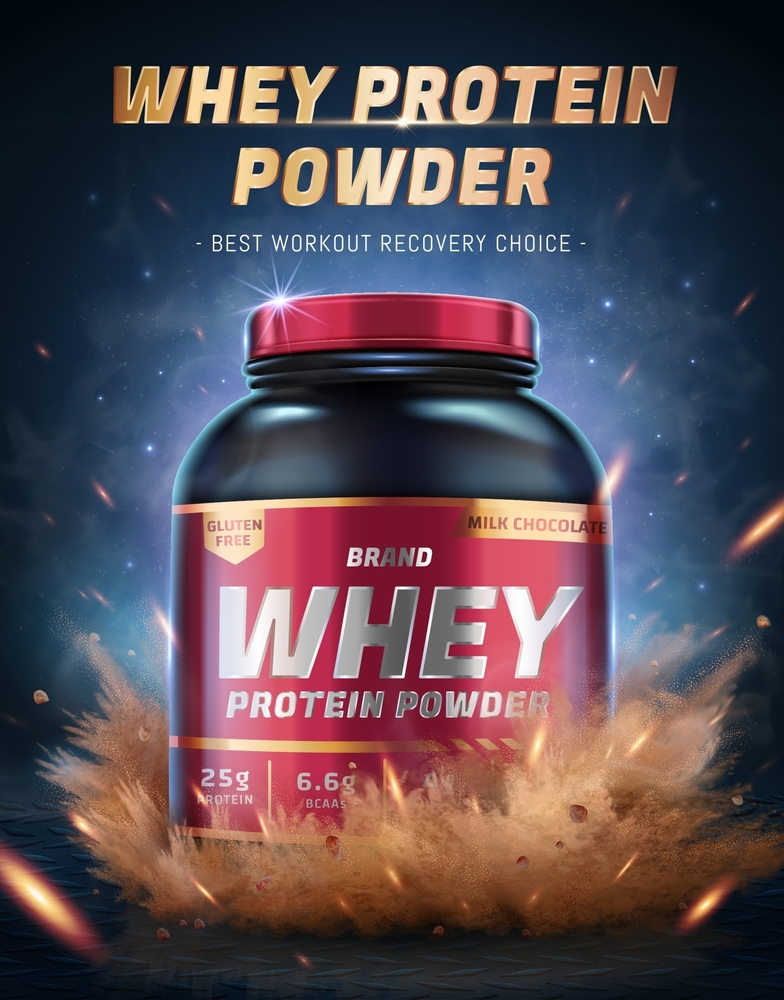 WHEY PROTEIN
POWDER
- BEST WORKOUT RECOVERY CHOICE -
GLUTEN
FREE
MILK CHOCOLATE
BRAND
WHEY
PROTEIN POWDER
25g
PROTEIN
6.6g
BCAAs